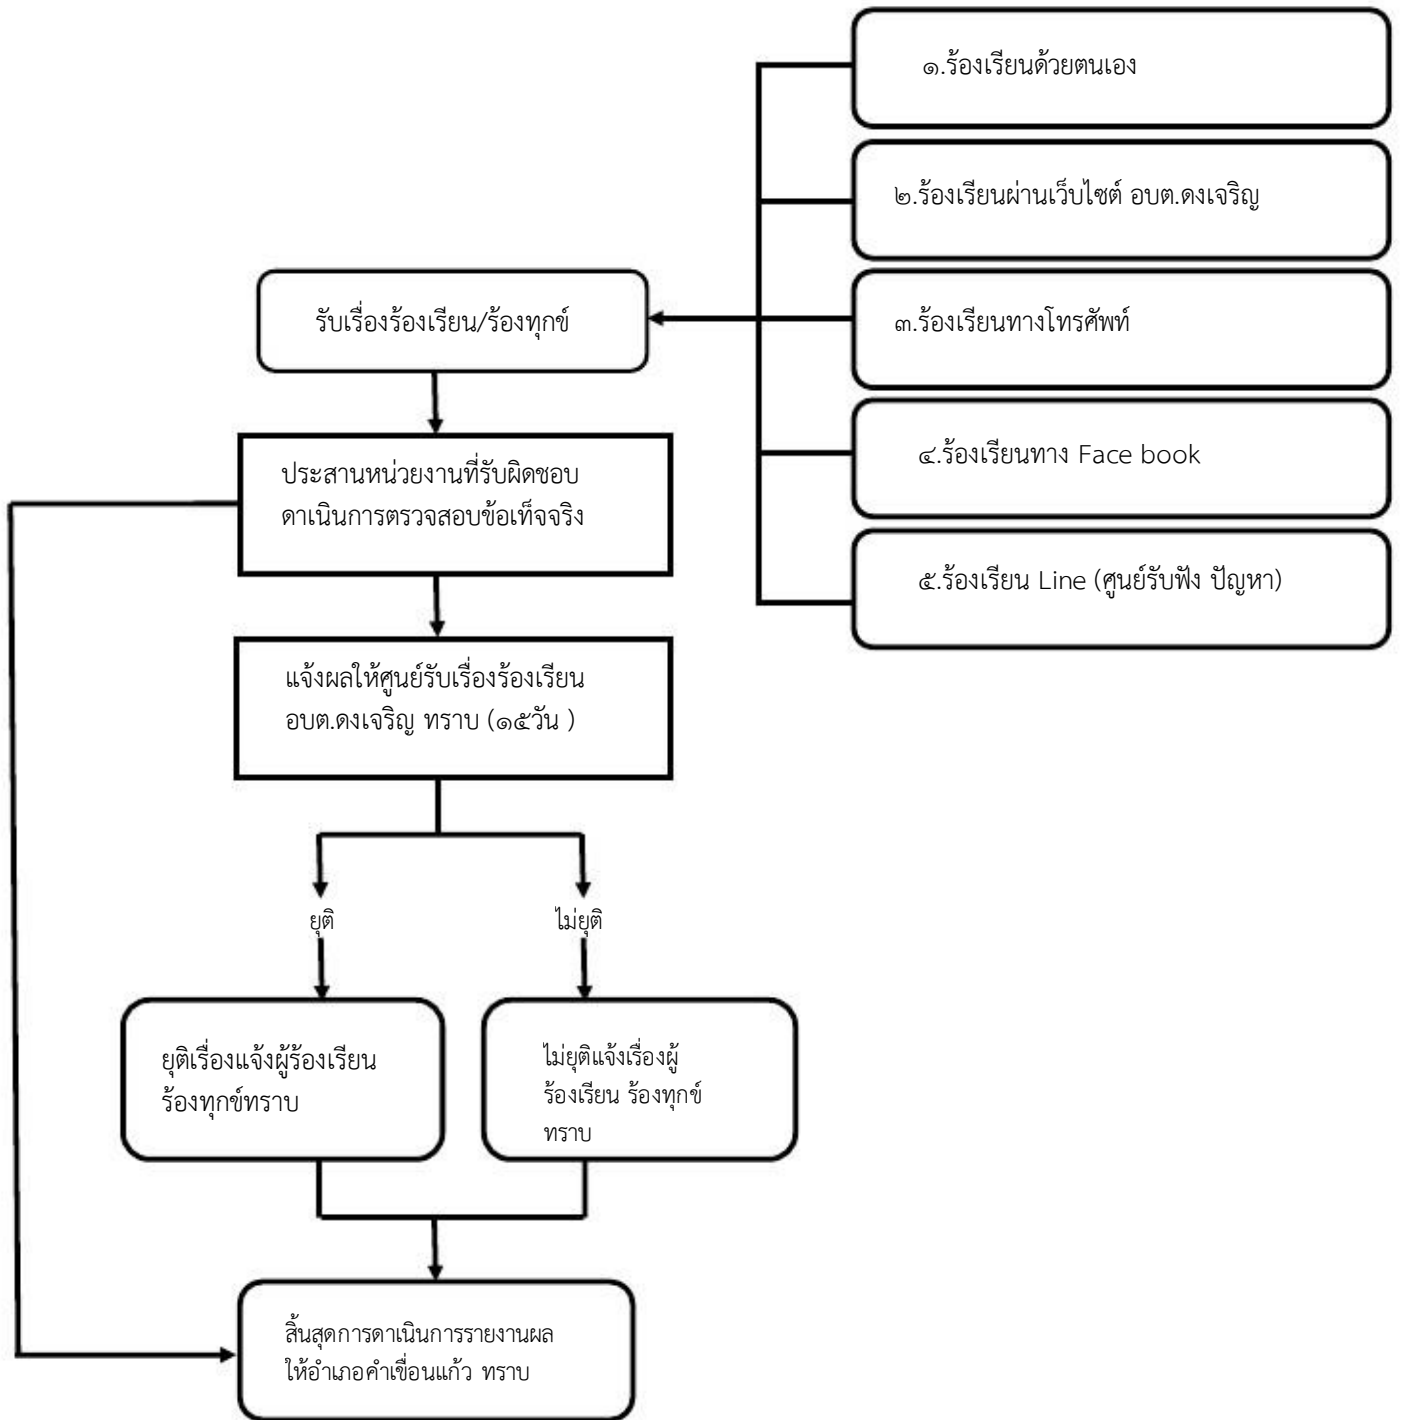 ๑.ร้องเรียนด้วยตนเอง
๒.ร้องเรียนผ่านเว็บไซต์ อบต.ดงเจริญ
๓.ร้องเรียนทางโทรศัพท์
๔.ร้องเรียนทาง Face book
๕.ร้องเรียน Line (ศูนย์รับฟัง ปัญหา)
รับเรื่องร้องเรียน/ร้องทุกข์
ประสานหน่วยงานที่รับผิดชอบ
ดาเนินการตรวจสอบข้อเท็จจริง
แจ้งผลให้ศูนย์รับเรื่องร้องเรียน
อบต.ดงเจริญ ทราบ (๑๕วัน )
ยุติ
ไม่ยุติ
ยุติเรื่องแจ้งผู้ร้องเรียน
ร้องทุกข์ทราบ
ไม่ยุติแจ้งเรื่องผู้
ร้องเรียน ร้องทุกข์
ทราบ
สิ้นสุดการดาเนินการรายงานผล
ให้อำเภอคำเขื่อนแก้ว ทราบ